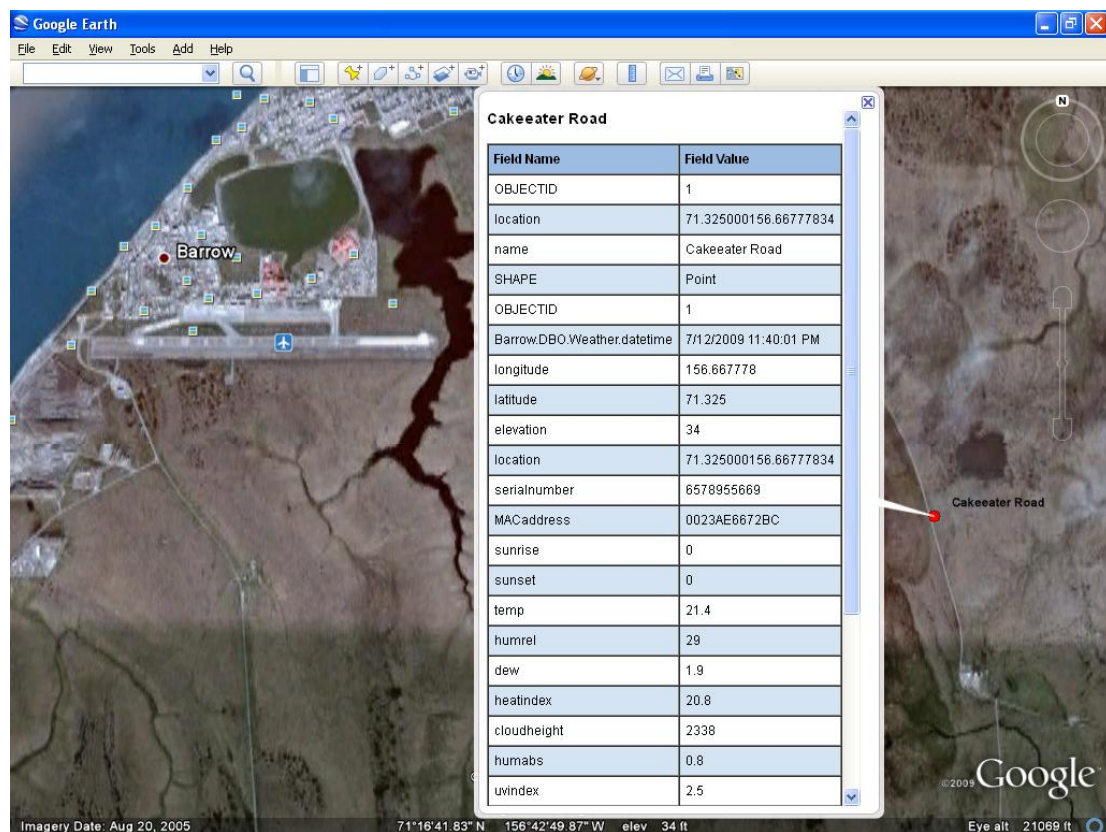 Google Earth
File Edit View Tools Add Help
Cakeeater Road
Field Name Field Value
OBJECTID 1
location 71.325000156.66777834
name Cakeeater Road
SHAPE Point
OBJECTID 1
Barrow.DBO.Weather.datetime 7/12/2009 11:40:01 PM
longitude 156.667778
latitude 71.325
elevation 34
location 71.325000156.66777834
serialnumber 6578955669
MACaddress 0023AE6672BC
sunrise 0
sunset 0
temp 21.4
humrel 29
dew 1.9
heatindex 20.8
cloudheight 2338
humabs 0.8
uvindex 2.5
N
Barrow
Cakeeater Road
©2009 Google
Imagery Date: Aug 20, 2005 71°16'41.83" N 156°42'49.87" W elev 34 ft Eye alt 21069 ft